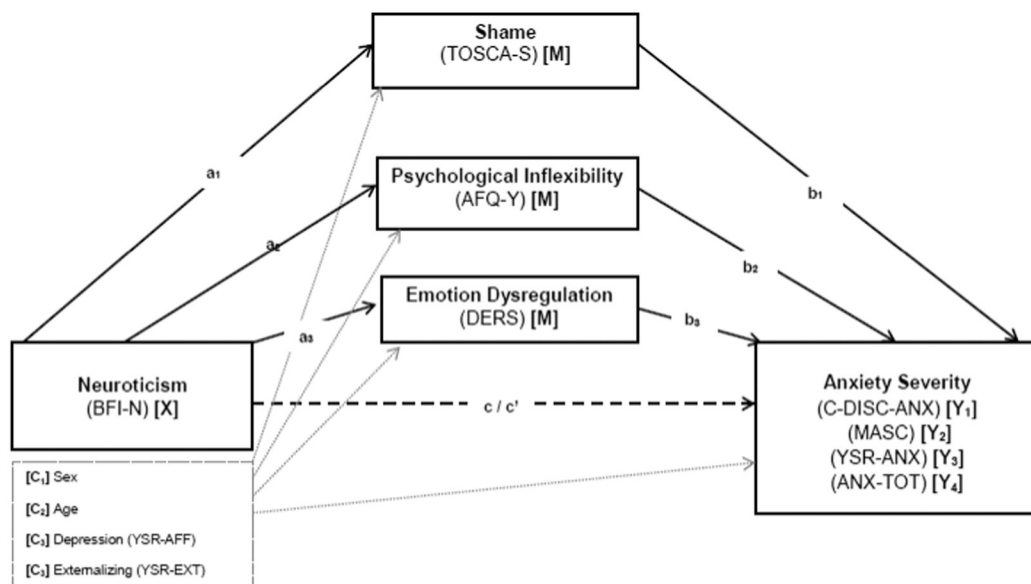 Shame
(TOSCA-S) [M]
a₁
b₁
Psychological Inflexibility
(AFQ-Y) [M]
a₂
b₂
Emotion Dysregulation
(DERS) [M]
a₃
b₃
Neuroticism
(BFI-N) [X]
c / c'
Anxiety Severity
(C-DISC-ANX) [Y₁]
(MASC) [Y₂]
(YSR-ANX) [Y₃]
(ANX-TOT) [Y₄]
[C₁] Sex
[C₂] Age
[C₃] Depression (YSR-AFF)
[C₃] Externalizing (YSR-EXT)